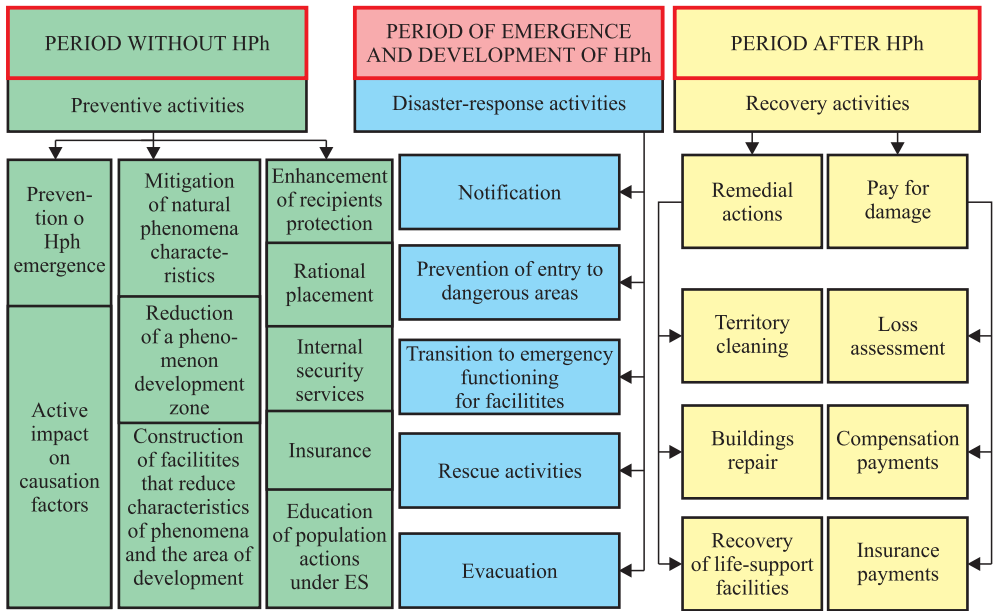 PERIOD WITHOUT HPh
Preventive activities
Preven-
tion o
Hph
emergence
Active
impact
on
causation
factors
Mitigation
of natural
phenomena
characte-
ristics
Reduction
of a pheno-
menon
development
zone
Construction
of facilitites
that reduce
characteristics
of phenomena
and the area of
development
Enhancement
of recipients
protection
Rational
placement
Internal
security
services
Insurance
Education
of population
actions
under ES
PERIOD OF EMERGENCE
AND DEVELOPMENT OF HPh
Disaster-response activities
Notification
Prevention of entry to
dangerous areas
Transition to emergency
functioning
for facilitites
Rescue activities
Evacuation
PERIOD AFTER HPh
Recovery activities
Remedial
actions
Territory
cleaning
Buildings
repair
Recovery
of life-support
facilities
Pay for
damage
Loss
assessment
Compensation
payments
Insurance
payments